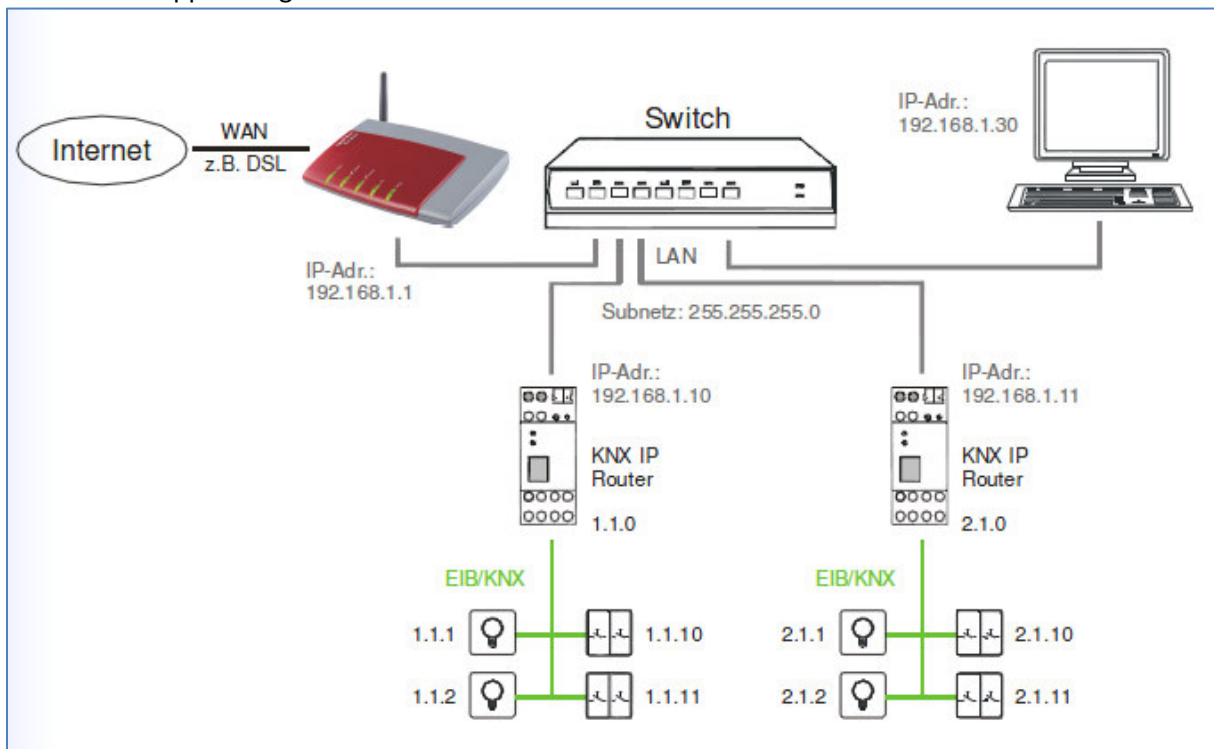 Internet
WAN
z.B. DSL
IP-Adr.:
192.168.1.1
Switch
IP-Adr.:
192.168.1.30
LAN
Subnetz: 255.255.255.0
IP-Adr.:
192.168.1.10
KNX IP
Router
1.1.0
IP-Adr.:
192.168.1.11
KNX IP
Router
2.1.0
EIB/KNX
1.1.1
1.1.10
1.1.2
1.1.11
EIB/KNX
2.1.1
2.1.10
2.1.2
2.1.11